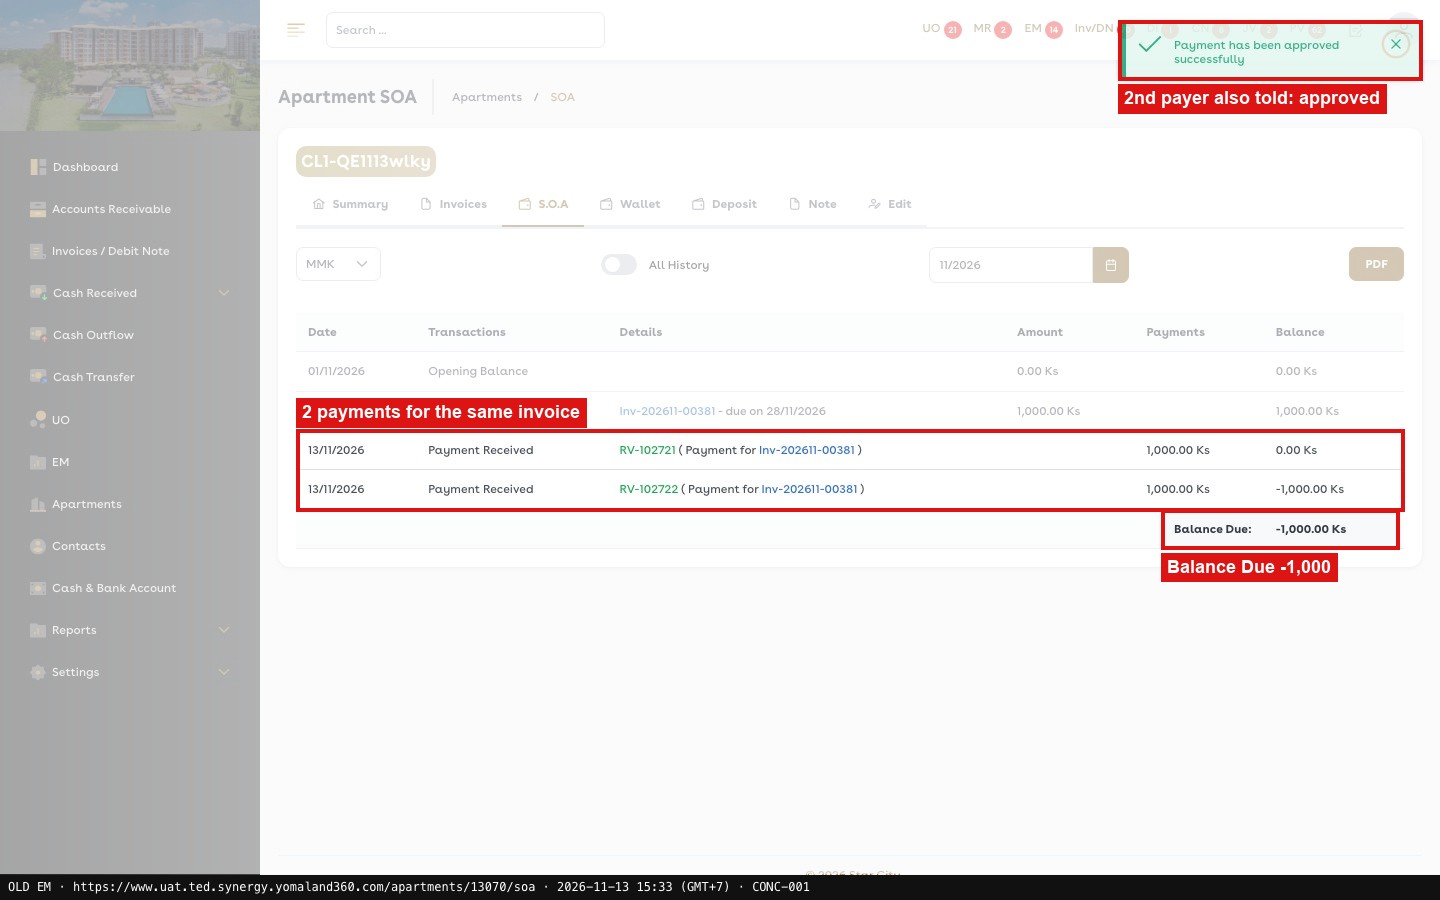 Search ...
UO 21 MR 2 EM 14 Inv/DN
Payment has been approved
successfully
2nd payer also told: approved
Apartment SOA
Apartments / SOA
CL1-QE1113wlky
Summary Invoices S.O.A Wallet Deposit Note Edit
MMK
All History
11/2026
PDF
Dashboard
Accounts Receivable
Invoices / Debit Note
Cash Received
Cash Outflow
Cash Transfer
UO
EM
Apartments
Contacts
Cash & Bank Account
Reports
Settings
Date Transactions Details Amount Payments Balance
01/11/2026 Opening Balance 0.00 Ks 0.00 Ks
2 payments for the same invoice
Inv-202611-00381 - due on 28/11/2026 1,000.00 Ks 1,000.00 Ks
13/11/2026 Payment Received RV-102721 ( Payment for Inv-202611-00381 ) 1,000.00 Ks 0.00 Ks
13/11/2026 Payment Received RV-102722 ( Payment for Inv-202611-00381 ) 1,000.00 Ks -1,000.00 Ks
Balance Due: -1,000.00 Ks
Balance Due -1,000
© 2026 Star City
OLD EM · https://www.uat.ted.synergy.yomaland360.com/apartments/13070/soa · 2026-11-13 15:33 (GMT+7) · CONC-001